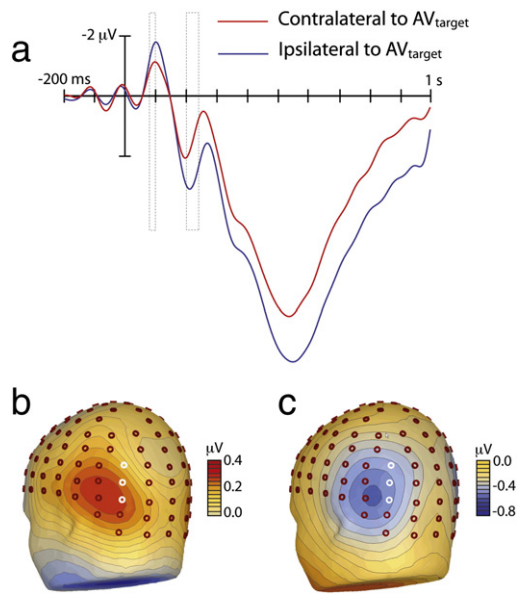 a
-2 μV
-200 ms
1 s
Contralateral to AVtarget
Ipsilateral to AVtarget
b
μV
0.4
0.2
0.0
c
μV
0.0
-0.4
-0.8